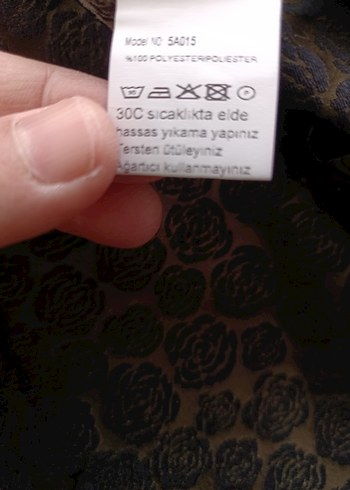 Model NO: 5A015
%100 POLYESTER/POLIESTER
30C sıcaklıkta elde
hassas yıkama yapınız
Tersten ütüleyiniz
Ağartıcı kullanmayınız